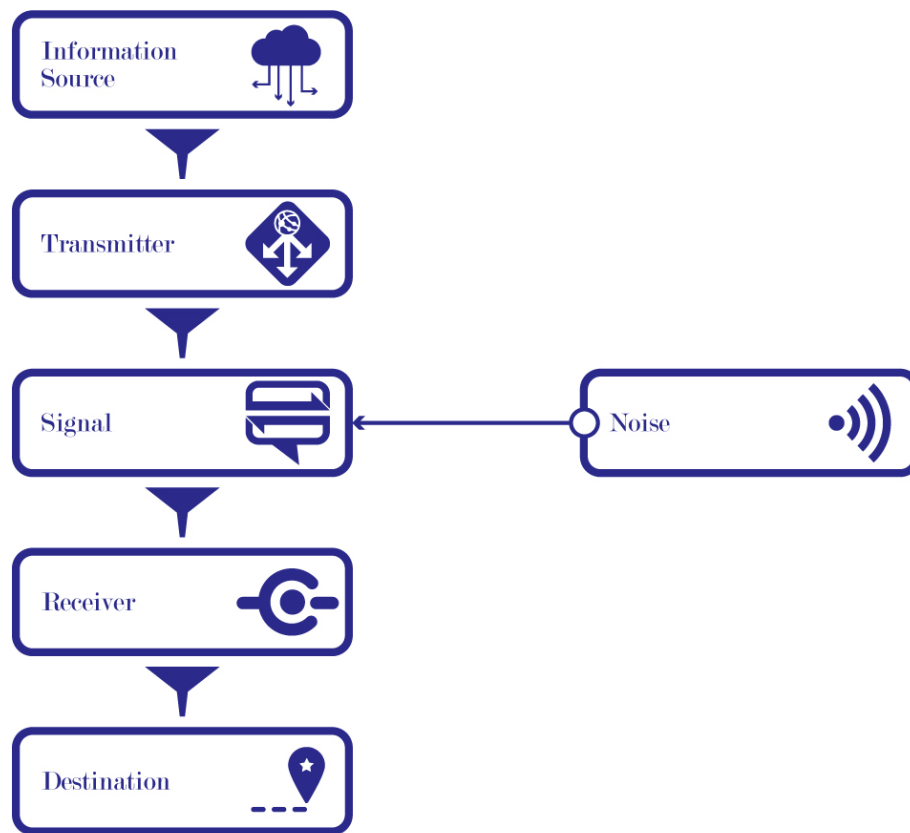 Information
Source
Transmitter
Signal
Noise
Receiver
Destination